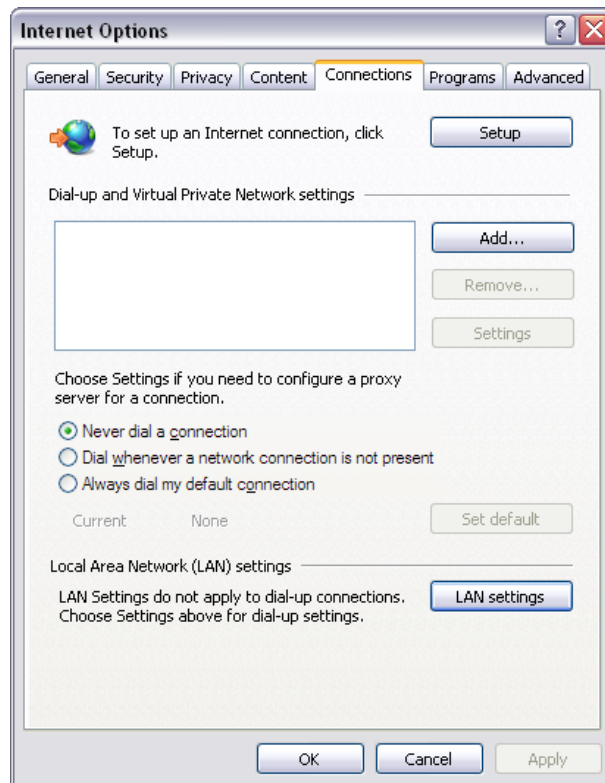 Internet Options
General Security Privacy Content Connections Programs Advanced
To set up an Internet connection, click
Setup.
Setup
Dial-up and Virtual Private Network settings
Add...
Remove...
Settings
Choose Settings if you need to configure a proxy
server for a connection.
Never dial a connection
Dial whenever a network connection is not present
Always dial my default connection
Current None Set default
Local Area Network (LAN) settings
LAN Settings do not apply to dial-up connections.
Choose Settings above for dial-up settings.
LAN settings
OK Cancel Apply